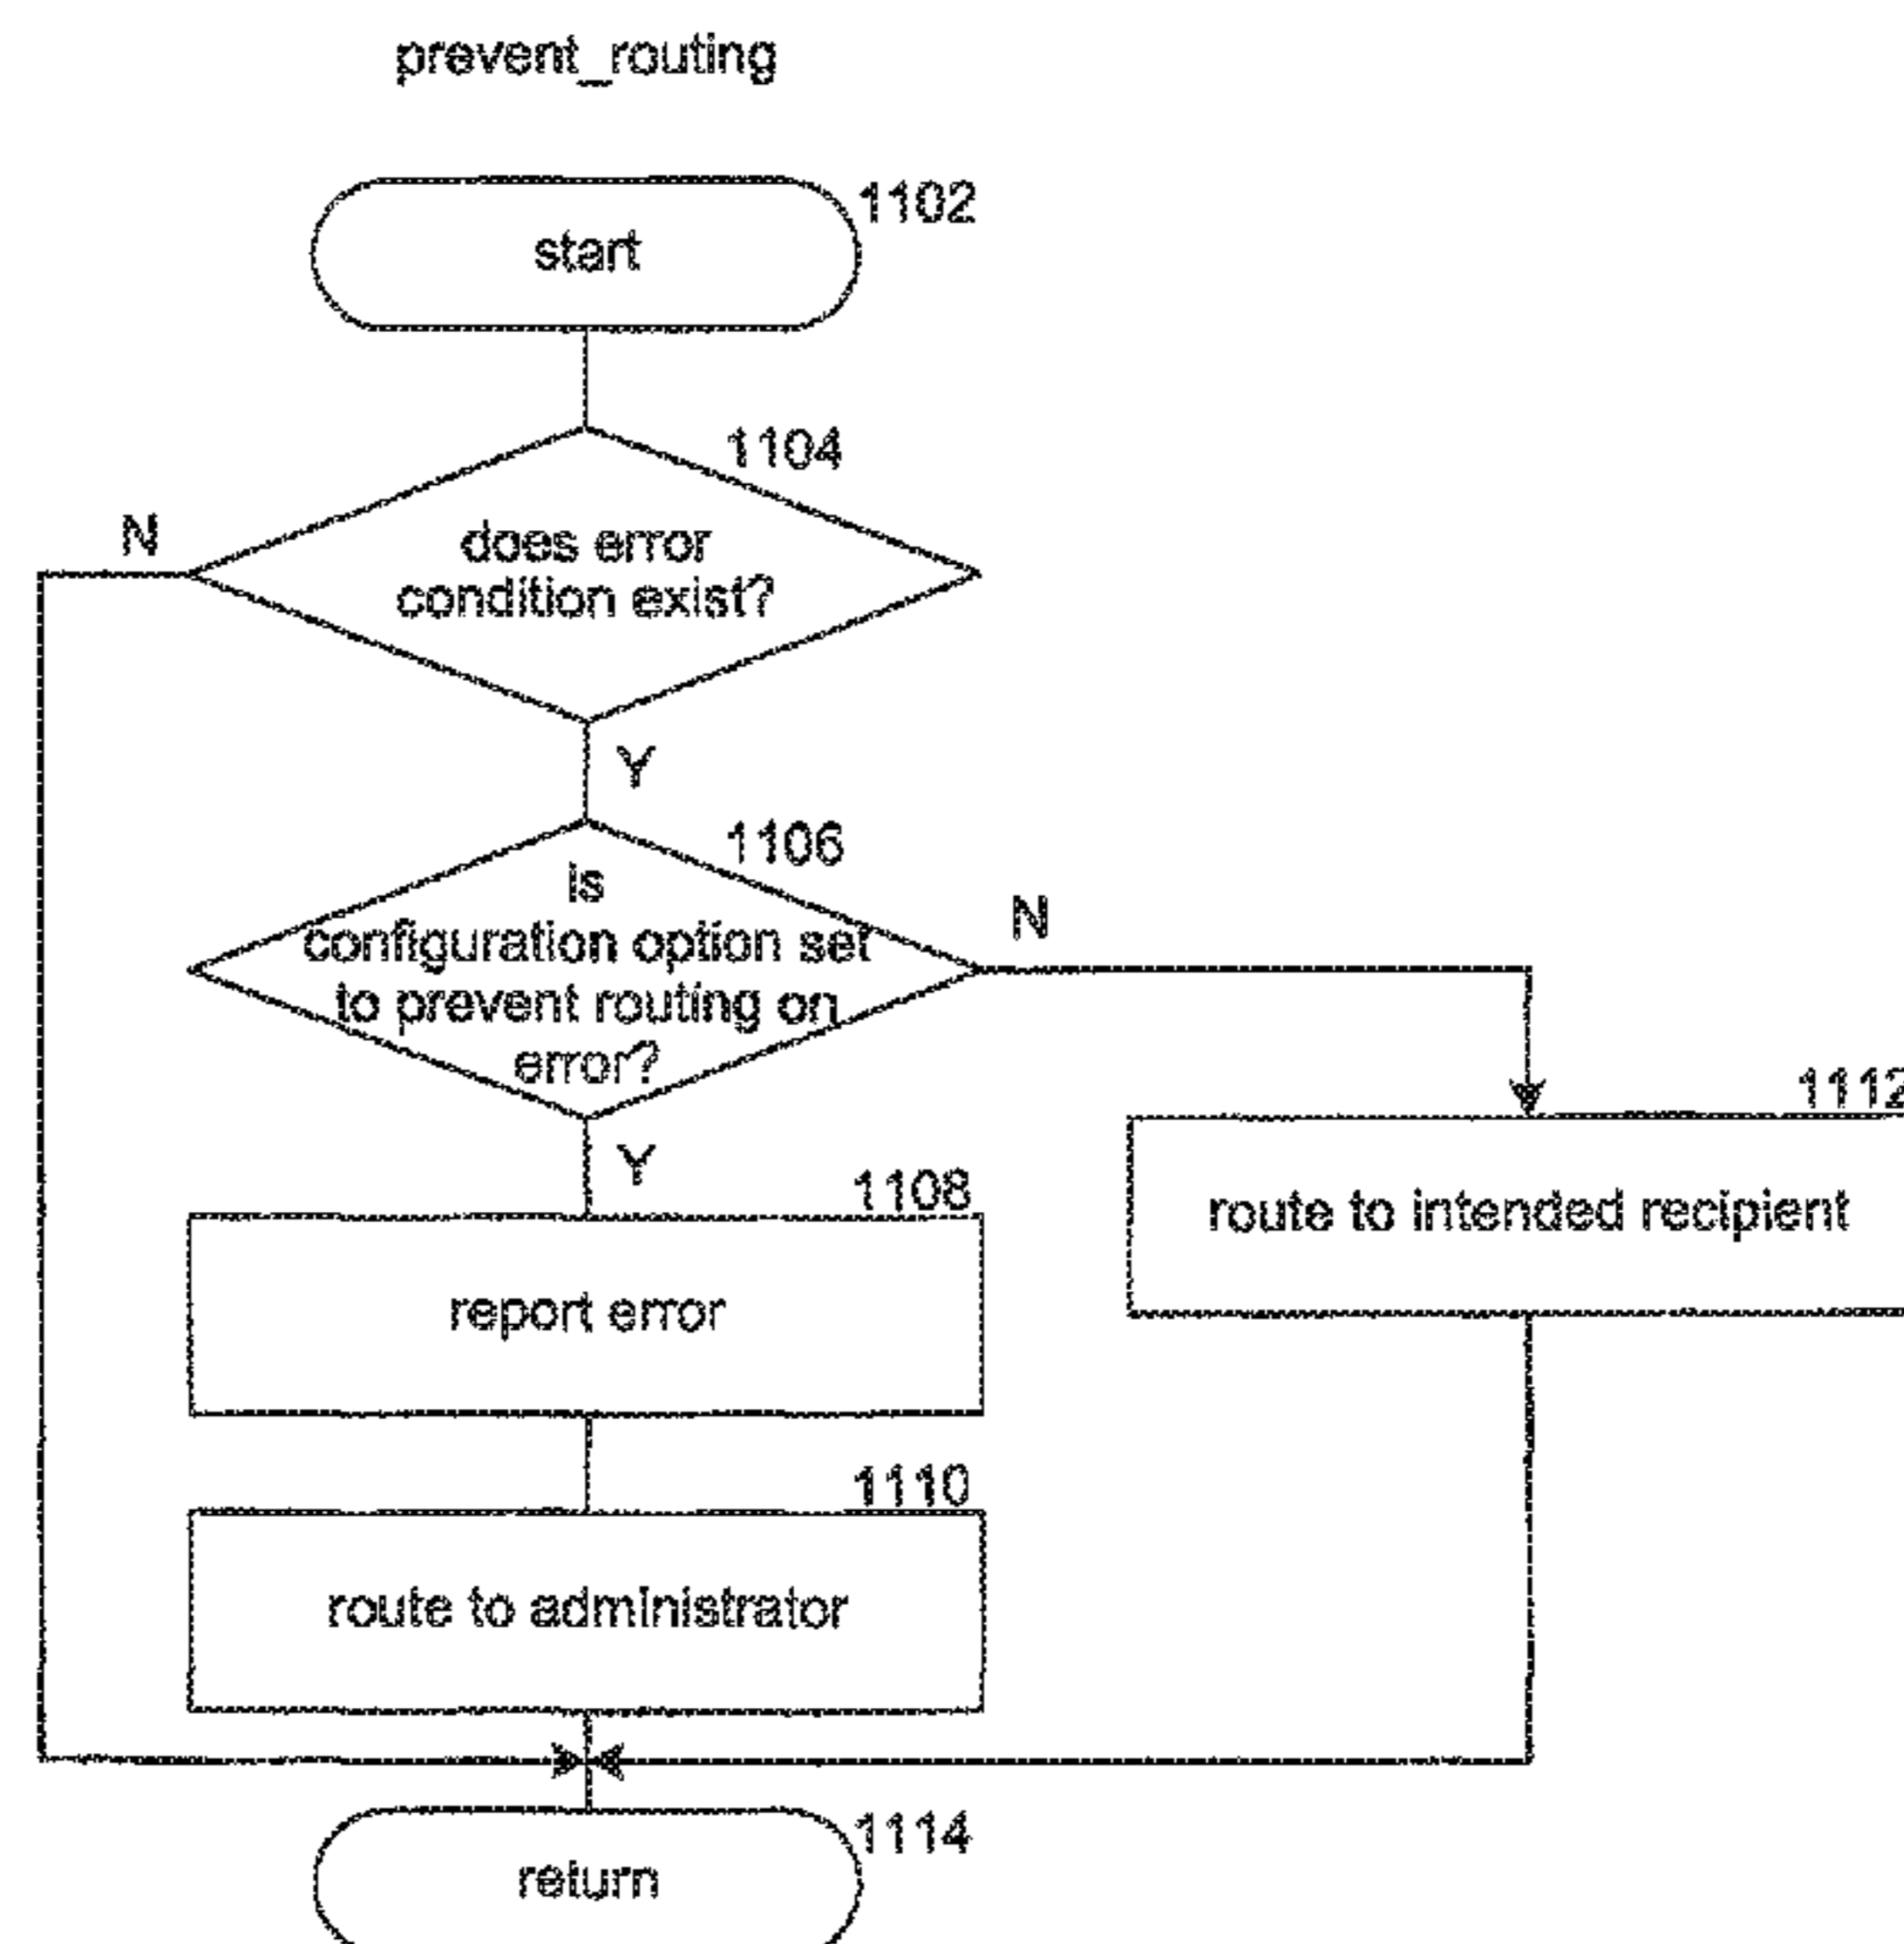 prevent_routing
1102
start
1104
N
does error
condition exist?
Y
1106
is
configuration option set
to prevent routing on
error?
N
Y
1108
report error
1112
route to intended recipient
1110
route to administrator
1114
return